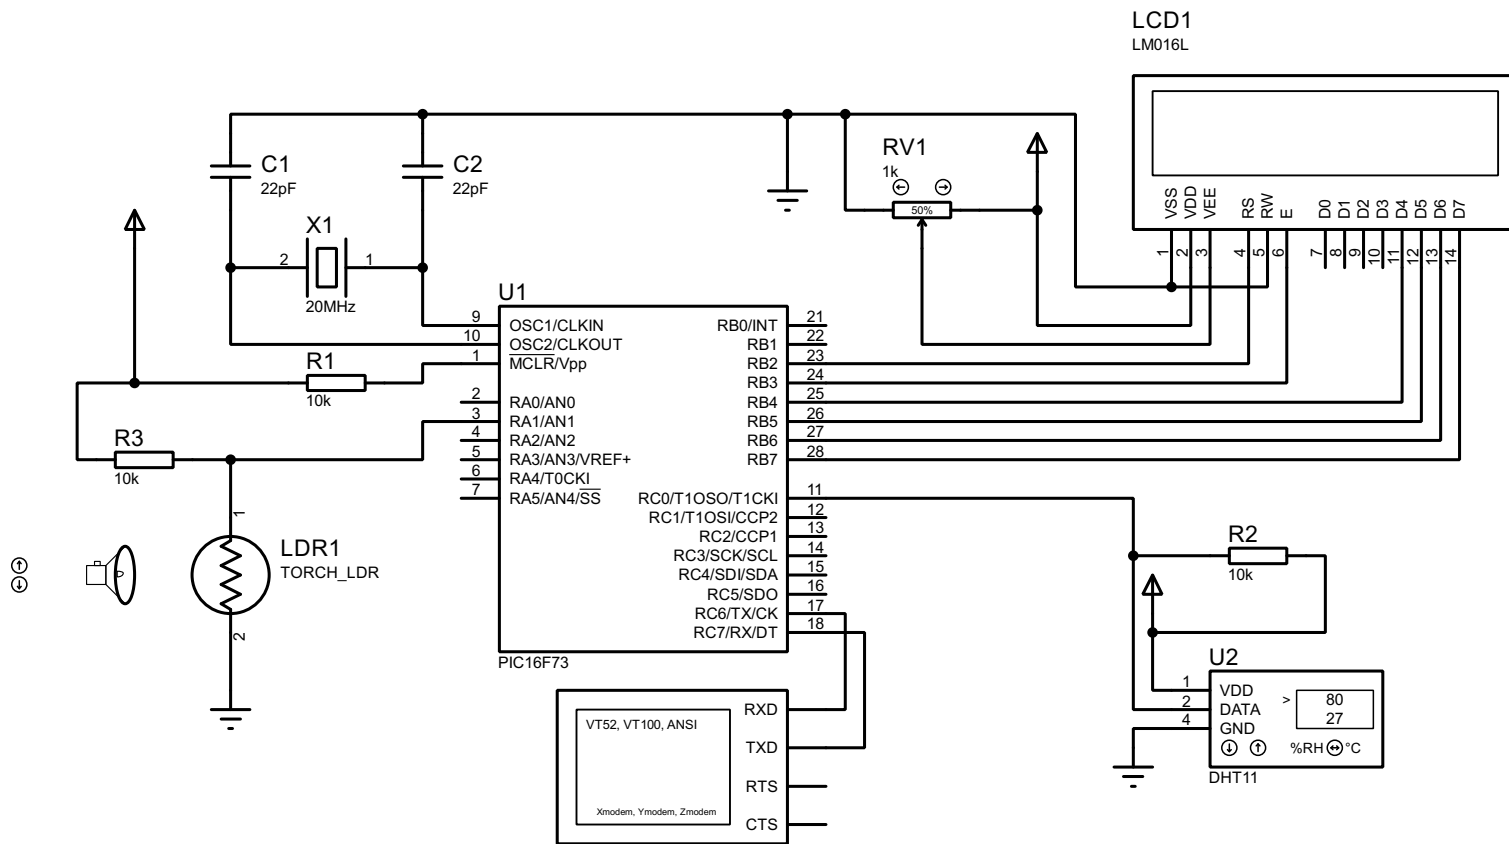 LCD1
LM016L
VSS
VDD
VEE
RS
RW
E
D0
D1
D2
D3
D4
D5
D6
D7
1
2
3
4
5
6
7
8
9
10
11
12
13
14
C1
22pF
C2
22pF
X1
2
1
20MHz
RV1
1k
50%
U1
9 OSC1/CLKIN
10 OSC2/CLKOUT
1 MCLR/Vpp
2 RA0/AN0
3 RA1/AN1
4 RA2/AN2
5 RA3/AN3/VREF+
6 RA4/T0CKI
7 RA5/AN4/SS
RB0/INT 21
RB1 22
RB2 23
RB3 24
RB4 25
RB5 26
RB6 27
RB7 28
RC0/T1OSO/T1CKI 11
RC1/T1OSI/CCP2 12
RC2/CCP1 13
RC3/SCK/SCL 14
RC4/SDI/SDA 15
RC5/SDO 16
RC6/TX/CK 17
RC7/RX/DT 18
PIC16F73
R1
10k
R3
10k
1
LDR1
TORCH_LDR
2
R2
10k
U2
1 VDD
2 DATA
4 GND
> 80
27
%RH °C
DHT11
VT52, VT100, ANSI
Xmodem, Ymodem, Zmodem
RXD
TXD
RTS
CTS